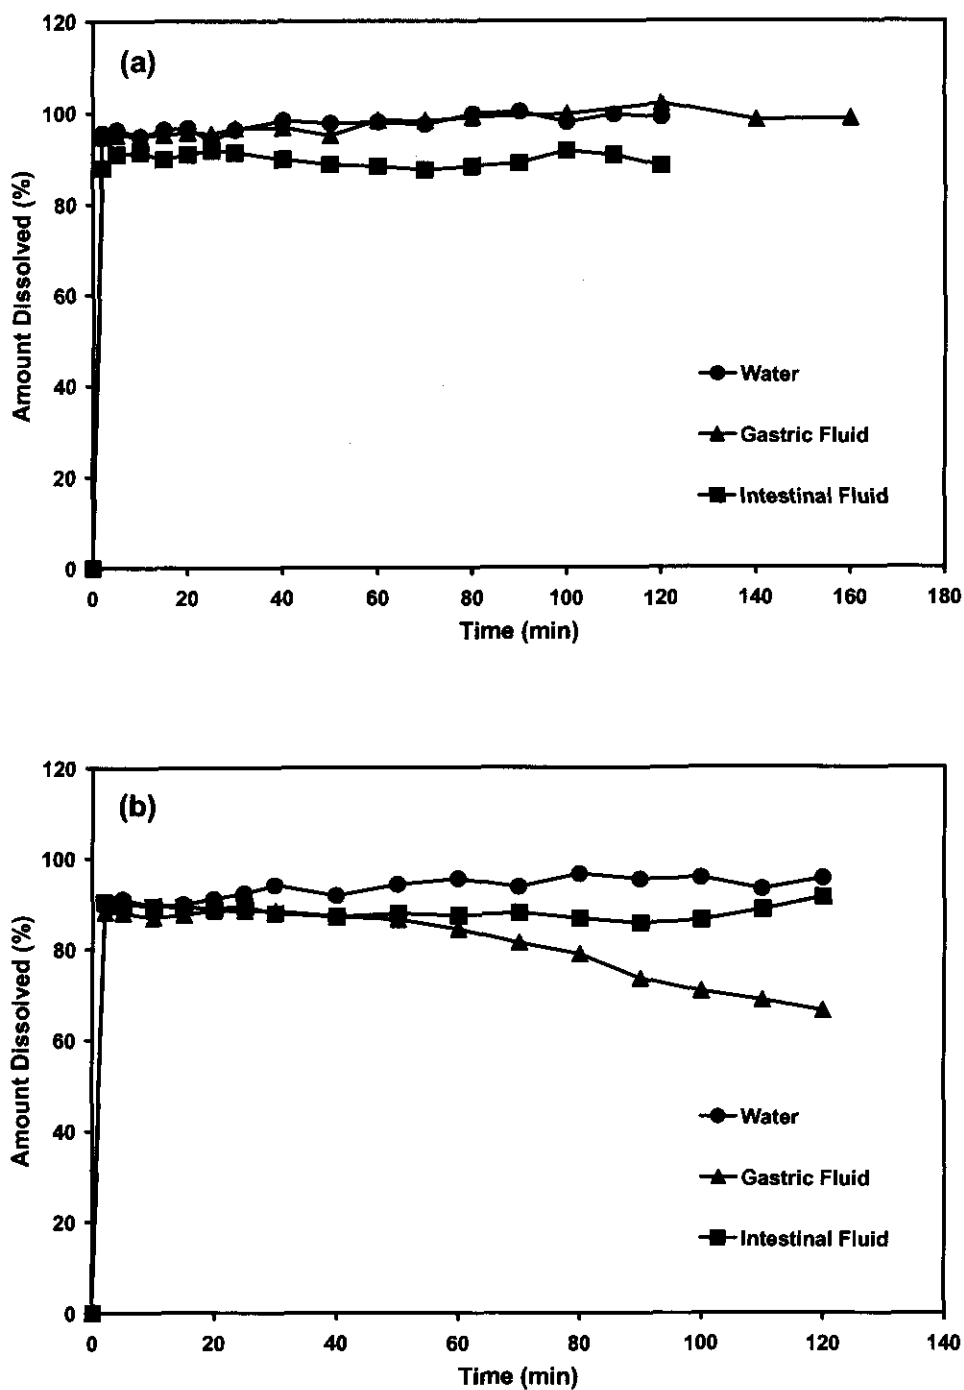 (a)
Amount Dissolved (%)
120
100
80
60
40
20
0
Water
Gastric Fluid
Intestinal Fluid
0 20 40 60 80 100 120 140 160 180
Time (min)
(b)
Amount Dissolved (%)
120
100
80
60
40
20
0
Water
Gastric Fluid
Intestinal Fluid
0 20 40 60 80 100 120 140
Time (min)